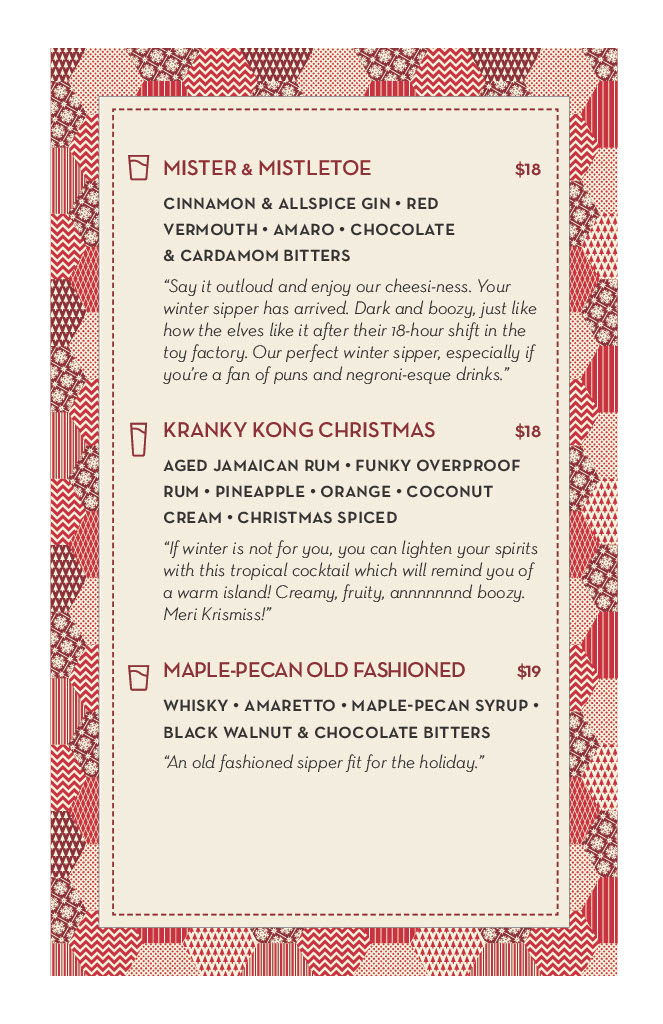 MISTER & MISTLETOE $18
CINNAMON & ALLSPICE GIN • RED
VERMOUTH • AMARO • CHOCOLATE
& CARDAMOM BITTERS
“Say it outloud and enjoy our cheesi-ness. Your
winter sipper has arrived. Dark and boozy, just like
how the elves like it after their 18-hour shift in the
toy factory. Our perfect winter sipper, especially if
you’re a fan of puns and negroni-esque drinks.”
KRANKY KONG CHRISTMAS $18
AGED JAMAICAN RUM • FUNKY OVERPROOF
RUM • PINEAPPLE • ORANGE • COCONUT
CREAM • CHRISTMAS SPICED
“If winter is not for you, you can lighten your spirits
with this tropical cocktail which will remind you of
a warm island! Creamy, fruity, annnnnnnd boozy.
Meri Krismiss!”
MAPLE-PECAN OLD FASHIONED $19
WHISKY • AMARETTO • MAPLE-PECAN SYRUP •
BLACK WALNUT & CHOCOLATE BITTERS
“An old fashioned sipper fit for the holiday.”